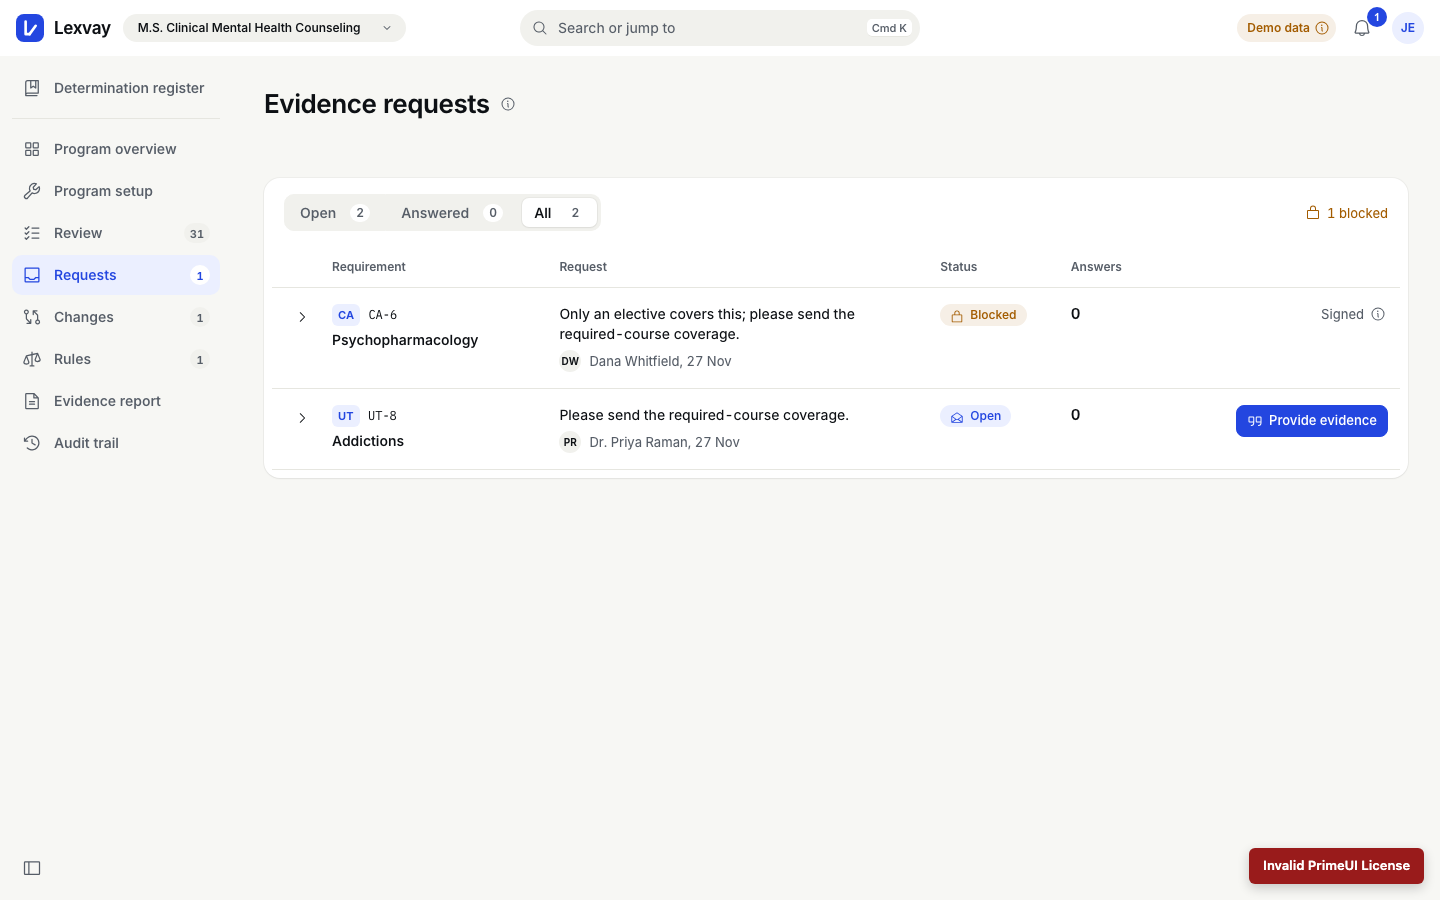 Lexvay
M.S. Clinical Mental Health Counseling
Search or jump to
Cmd K
Demo data
1
JE
Determination register
Program overview
Program setup
Review 31
Requests 1
Changes 1
Rules 1
Evidence report
Audit trail
Evidence requests
Open 2
Answered 0
All 2
1 blocked
Requirement Request Status Answers
CA CA-6
Psychopharmacology
Only an elective covers this; please send the
required-course coverage.
DW Dana Whitfield, 27 Nov
Blocked
0
Signed
UT UT-8
Addictions
Please send the required-course coverage.
PR Dr. Priya Raman, 27 Nov
Open
0
Provide evidence
Invalid PrimeUI License